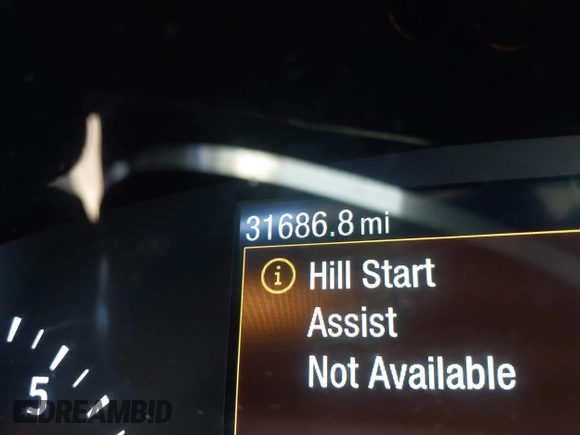 31686.8 mi
i
Hill Start
Assist
Not Available
5
DREAMBID